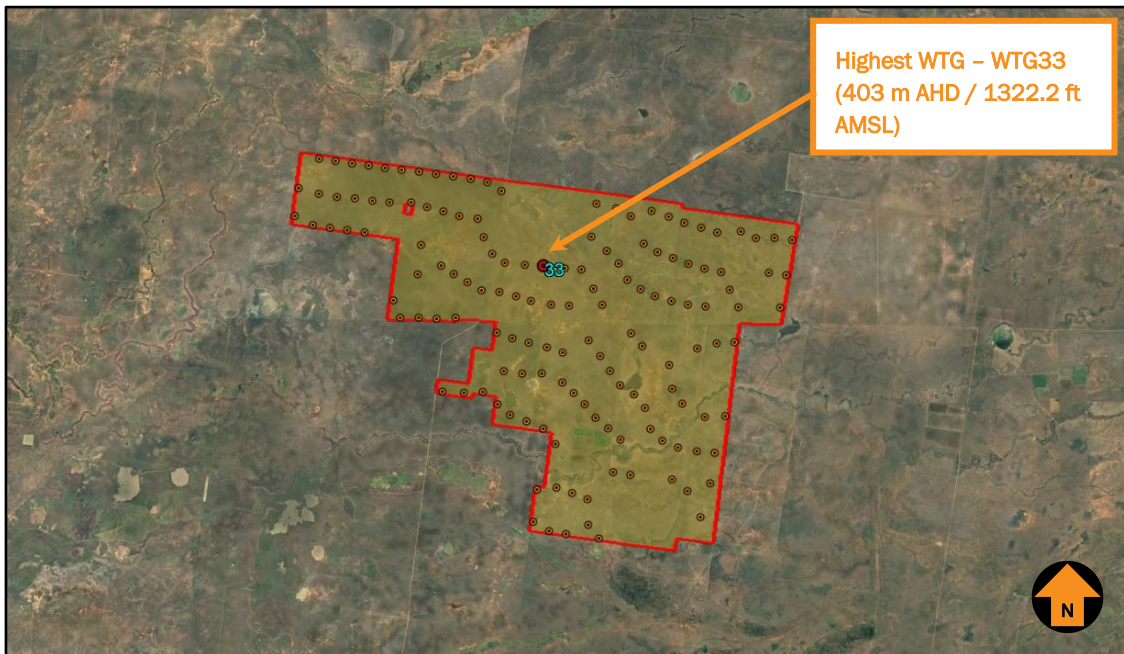 Highest WTG – WTG33
(403 m AHD / 1322.2 ft
AMSL)
33
N